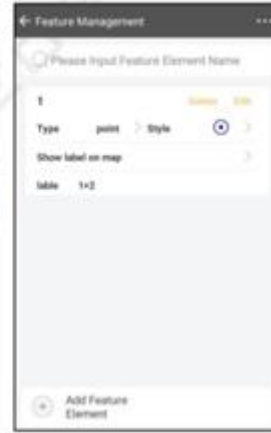 ← Feature Management ...
Please Input Feature Element Name
1 Delete Edit
Type point > Style >
Show label on map >
lable 1+2
Add Feature
Element